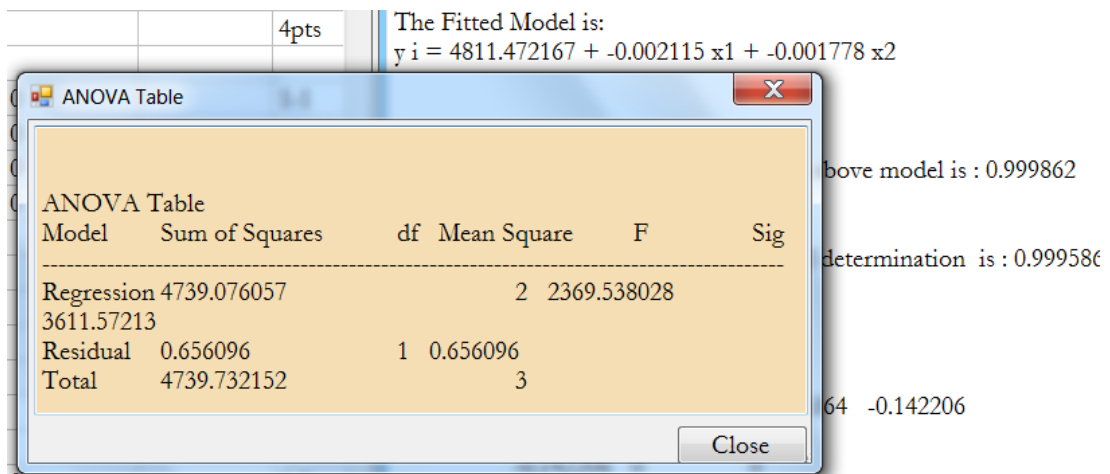 4pts
The Fitted Model is:
y i = 4811.472167 + -0.002115 x1 + -0.001778 x2
ANOVA Table
bove model is : 0.999862
ANOVA Table
Model Sum of Squares df Mean Square F Sig
determination is : 0.999586
Regression 4739.076057 2 2369.538028
3611.57213
Residual 0.656096 1 0.656096
Total 4739.732152 3
64 -0.142206
Close